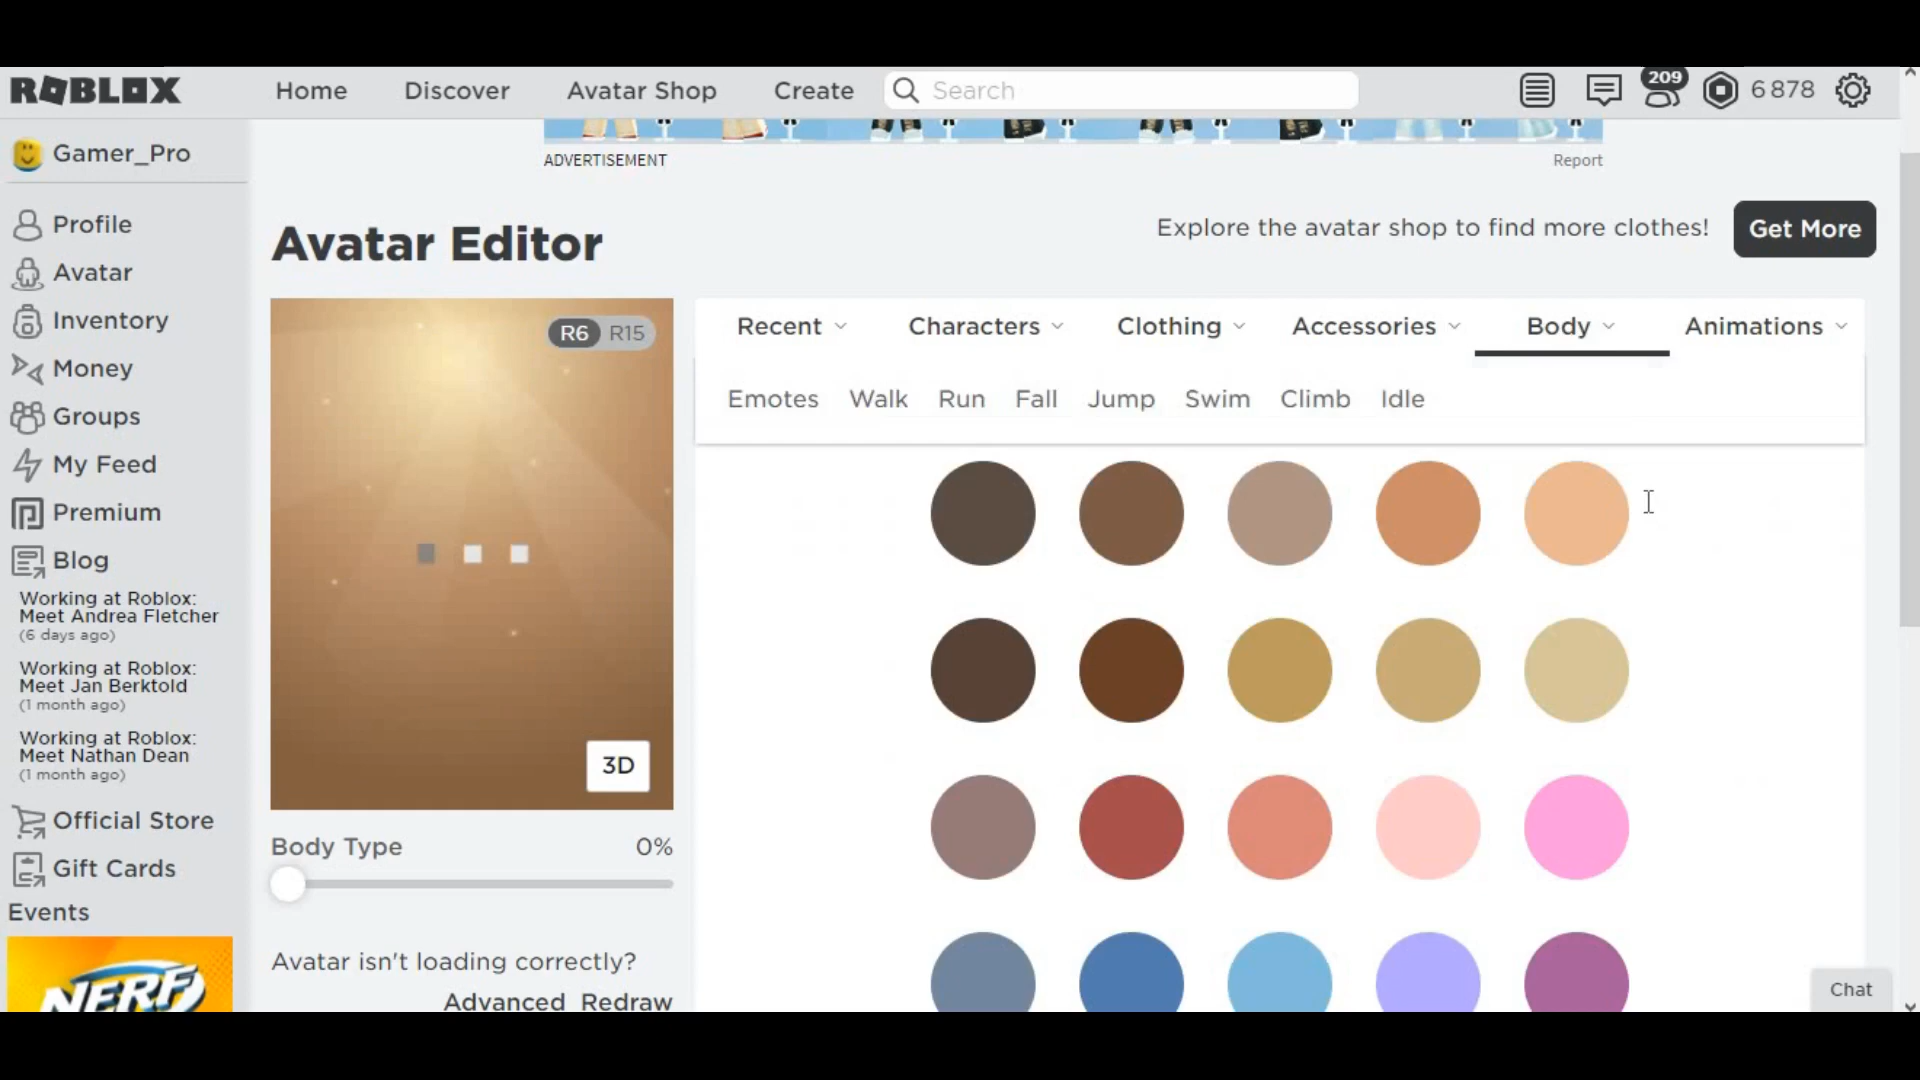 ROBLOX
Home Discover Avatar Shop Create Search 209 6 878
Gamer_Pro
ADVERTISEMENT Report
Profile
Avatar
Inventory
Money
Groups
My Feed
Premium
Blog
Working at Roblox:
Meet Andrea Fletcher
(6 days ago)
Working at Roblox:
Meet Jan Berktold
(1 month ago)
Working at Roblox:
Meet Nathan Dean
(1 month ago)
Official Store
Gift Cards
Events
NERF
Avatar Editor
Explore the avatar shop to find more clothes! Get More
R6 R15
3D
Body Type 0%
Avatar isn't loading correctly?
Advanced Redraw
Recent Characters Clothing Accessories Body Animations
Emotes Walk Run Fall Jump Swim Climb Idle
Chat